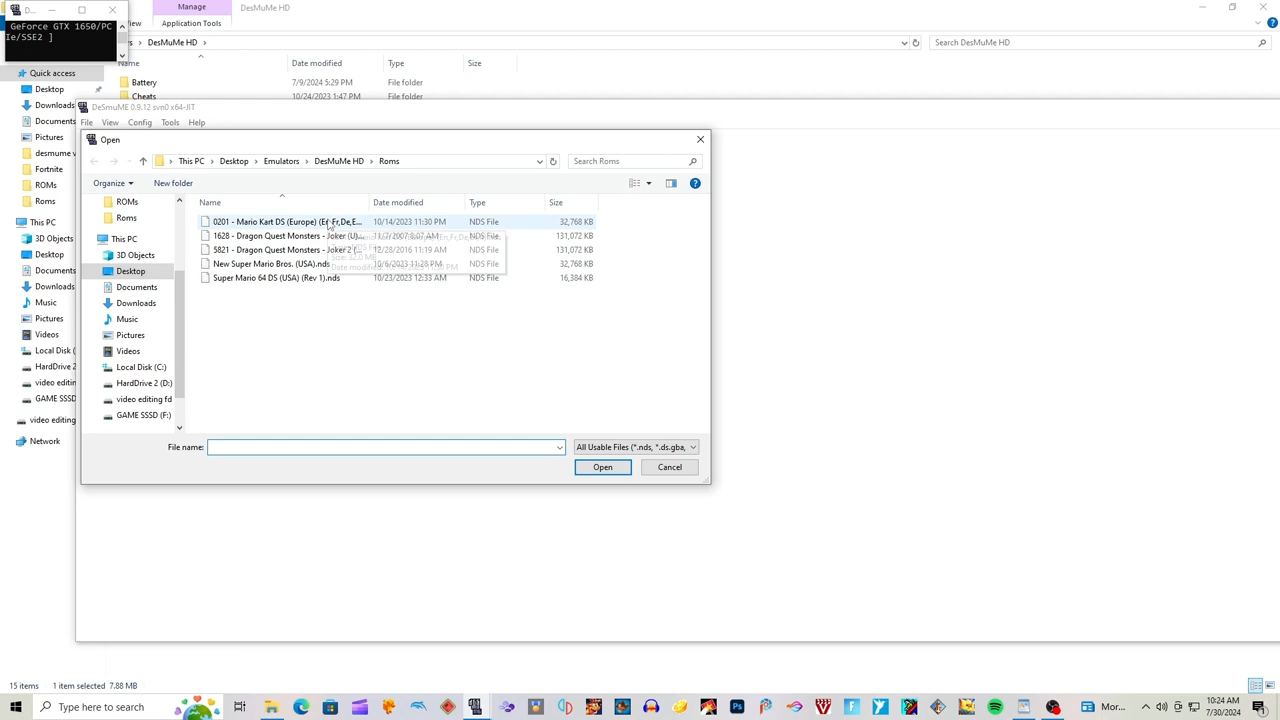 D...
Manage
DesMuMe HD
GeForce GTX 1650/PC
Ie/SSE2 ]
View
Application Tools
DesMuMe HD
Search DesMuMe HD
Name
Date modified
Type
Size
Quick access
Battery
7/9/2024 5:29 PM
File folder
Desktop
Cheats
10/24/2023 1:47 PM
File folder
Downloads
DeSmuME 0.9.12 svn0 x64-JIT
Documents
File View Config Tools Help
Pictures
Open
desmume v
This PC
Desktop
Emulators
DesMuMe HD
Roms
Search Roms
Fortnite
ROMs
Organize
New folder
Roms
ROMs
Name
Date modified
Type
Size
Roms
This PC
0201 - Mario Kart DS (Europe) (En,Fr,De,E...
10/14/2023 11:30 PM
NDS File
32,768 KB
3D Objects
This PC
1628 - Dragon Quest Monsters - Joker (U)...
11/7/2007 8:07 AM
NDS File
131,072 KB
Desktop
3D Objects
5821 - Dragon Quest Monsters - Joker 2 (...
12/28/2016 11:19 AM
NDS File
131,072 KB
Size: 32.0 MB
Documents
Desktop
New Super Mario Bros. (USA).nds
10/6/2023 11:28 PM
NDS File
32,768 KB
Downloads
Documents
Super Mario 64 DS (USA) (Rev 1).nds
10/23/2023 12:33 AM
NDS File
16,384 KB
Music
Downloads
Pictures
Music
Videos
Pictures
Local Disk (
Videos
HardDrive 2
Local Disk (C:)
video editing
HardDrive 2 (D:)
GAME SSSD
video editing fd
video editing
GAME SSSD (F:)
Network
File name:
All Usable Files (*.nds, *.ds.gba,
Open
Cancel
15 items
1 item selected 7.88 MB
Type here to search
Mor...
10:24 AM
7/30/2024